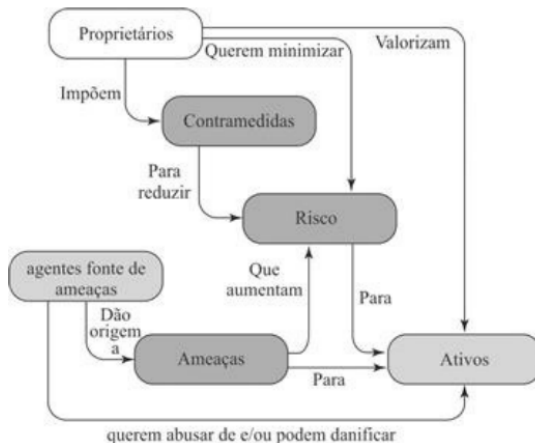 Proprietários
Querem minimizar
Valorizam
Impõem
Contramedidas
Para
reduzir
Risco
agentes fonte de
ameaças
Que
aumentam
Para
Dão
origem
a
Ameaças
Para
Ativos
querem abusar de e/ou podem danificar